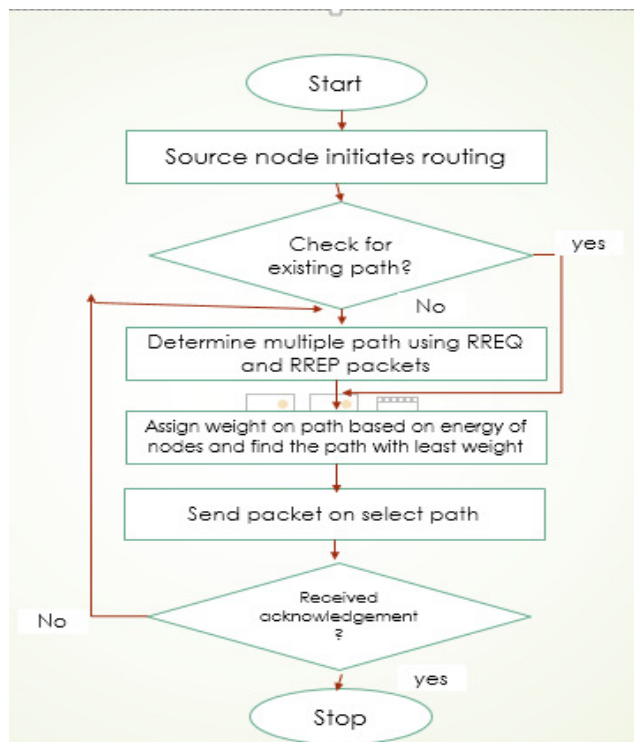 Start
Source node initiates routing
Check for
existing path?
yes
No
Determine multiple path using RREQ
and RREP packets
Assign weight on path based on energy of
nodes and find the path with least weight
Send packet on select path
Received
acknowledgement
?
No
yes
Stop